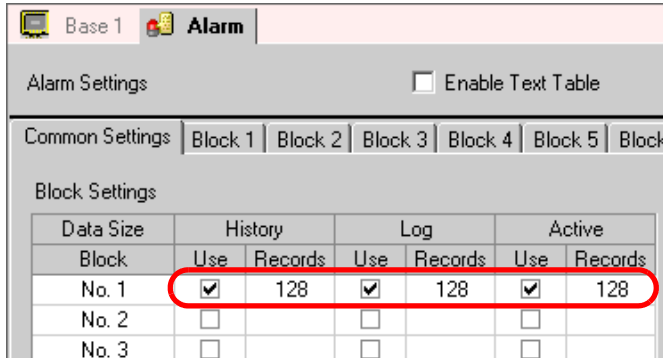 Base 1 Alarm
Alarm Settings Enable Text Table
Common Settings Block 1 Block 2 Block 3 Block 4 Block 5 Block
Block Settings
Data Size History Log Active
Block Use Records Use Records Use Records
No. 1 128 128 128
No. 2
No. 3